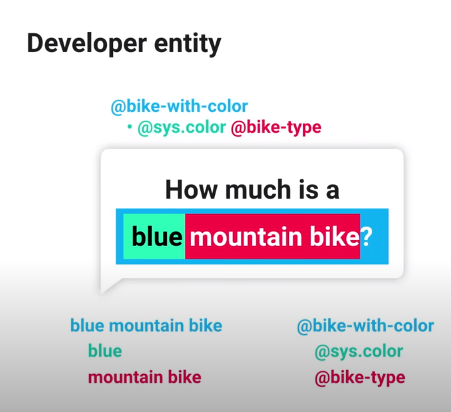 Developer entity
@bike-with-color
• @sys.color @bike-type
How much is a
blue mountain bike?
blue mountain bike @bike-with-color
blue @sys.color
mountain bike @bike-type